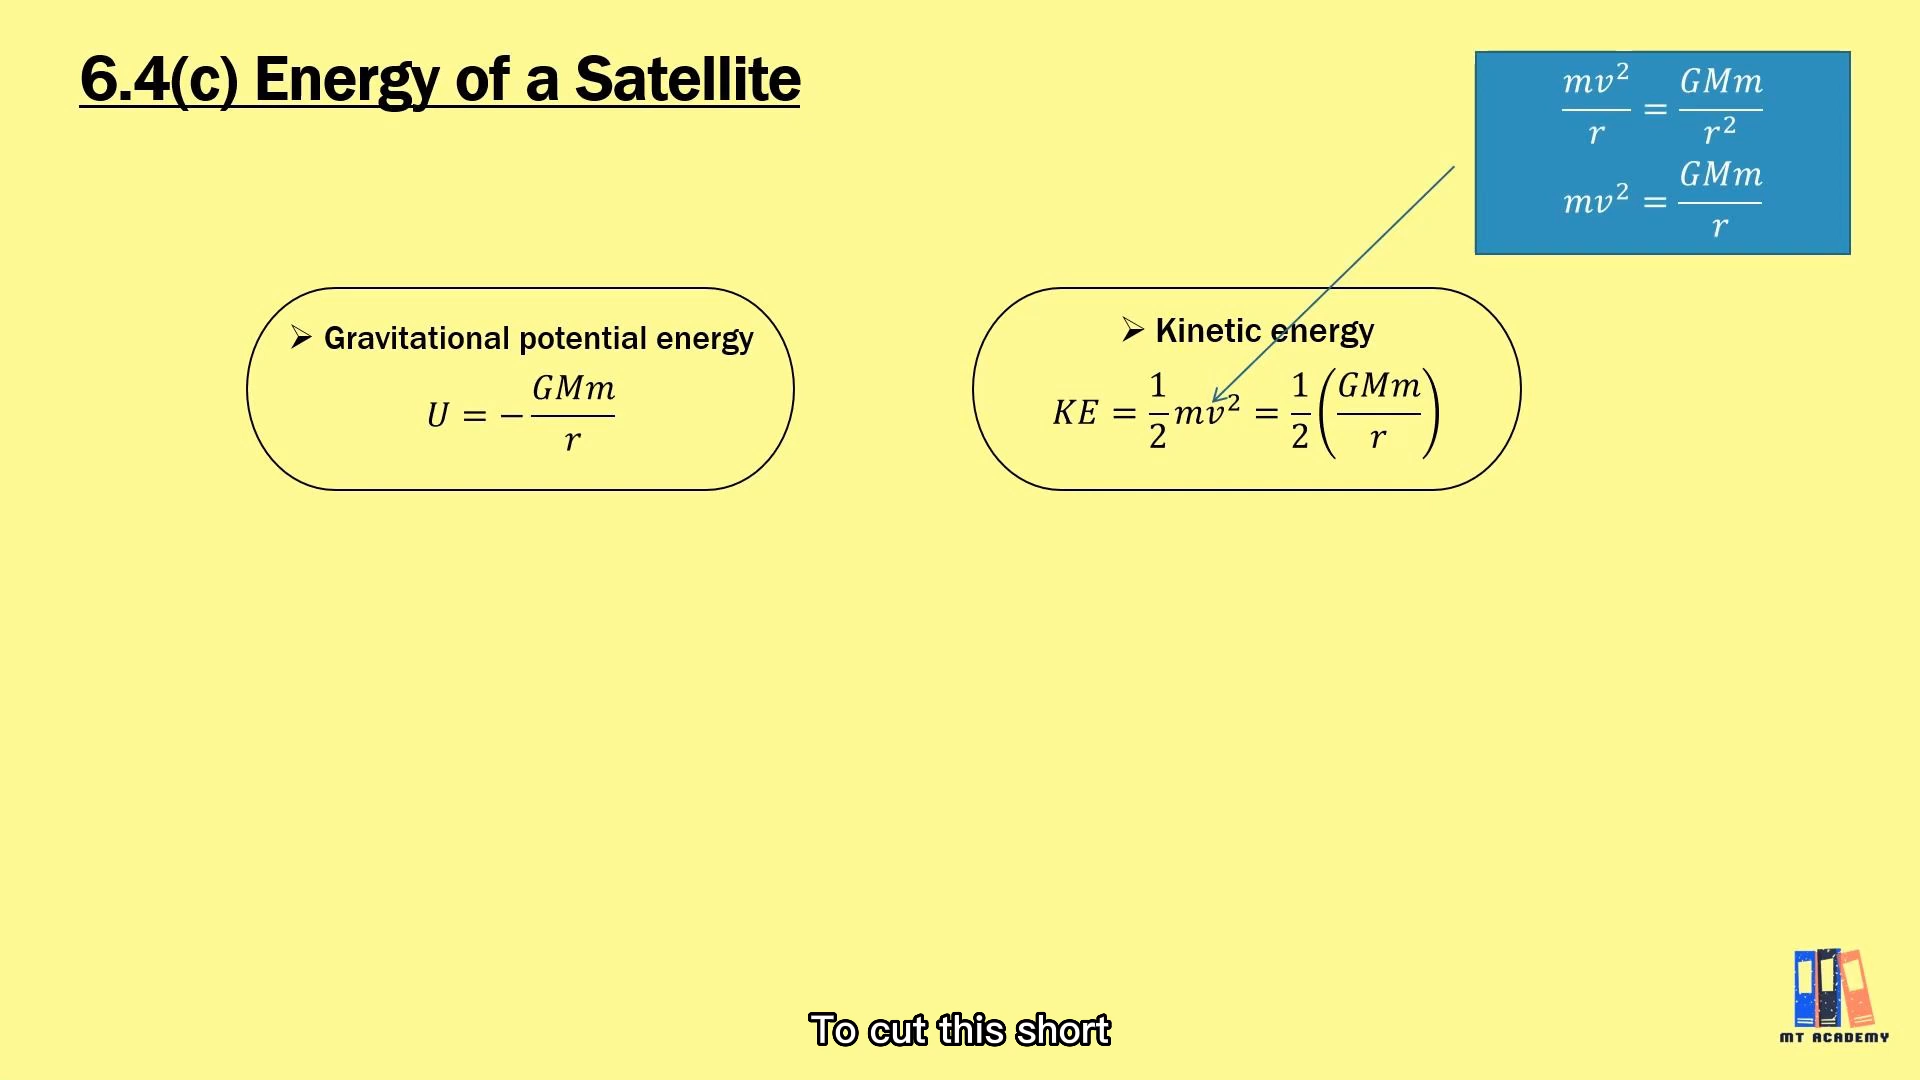 6.4(c) Energy of a Satellite
mv²/r = GMm/r²
mv² = GMm/r
➢ Gravitational potential energy
U = −GMm/r
➢ Kinetic energy
KE = 1/2 mv² = 1/2 (GMm/r)
To cut this short
MT ACADEMY